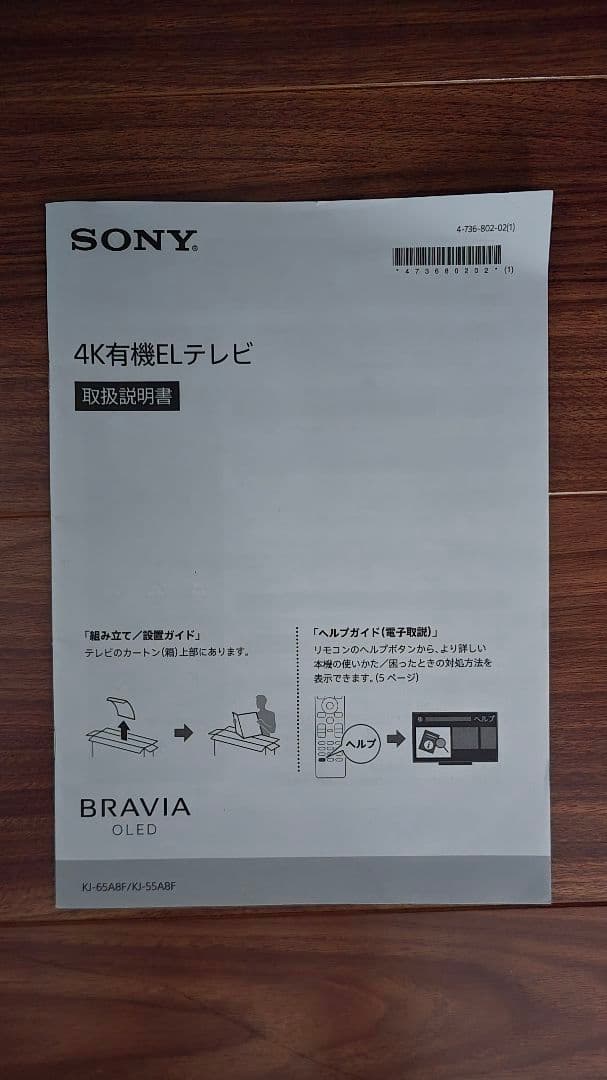 SONY®
4-736-802-02(1)
*473680202* (1)
4K有機ELテレビ
取扱説明書
「組み立て／設置ガイド」
テレビのカートン(箱)上部にあります。
「ヘルプガイド(電子取説)」
リモコンのヘルプボタンから、より詳しい
本機の使いかた／困ったときの対処方法を
表示できます。(5 ページ)
ヘルプ
ヘルプ
BRAVIA
OLED
KJ-65A8F/KJ-55A8F